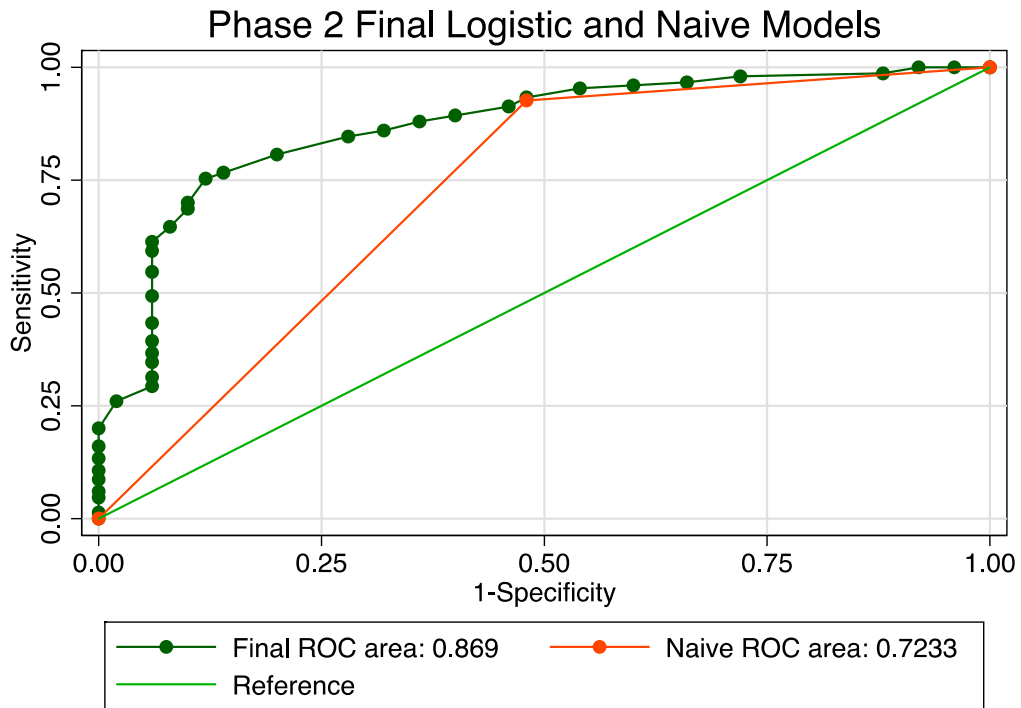 Phase 2 Final Logistic and Naive Models
Sensitivity
1.00
0.75
0.50
0.25
0.00
0.00 0.25 0.50 0.75 1.00
1-Specificity
Final ROC area: 0.869 Naive ROC area: 0.7233
Reference